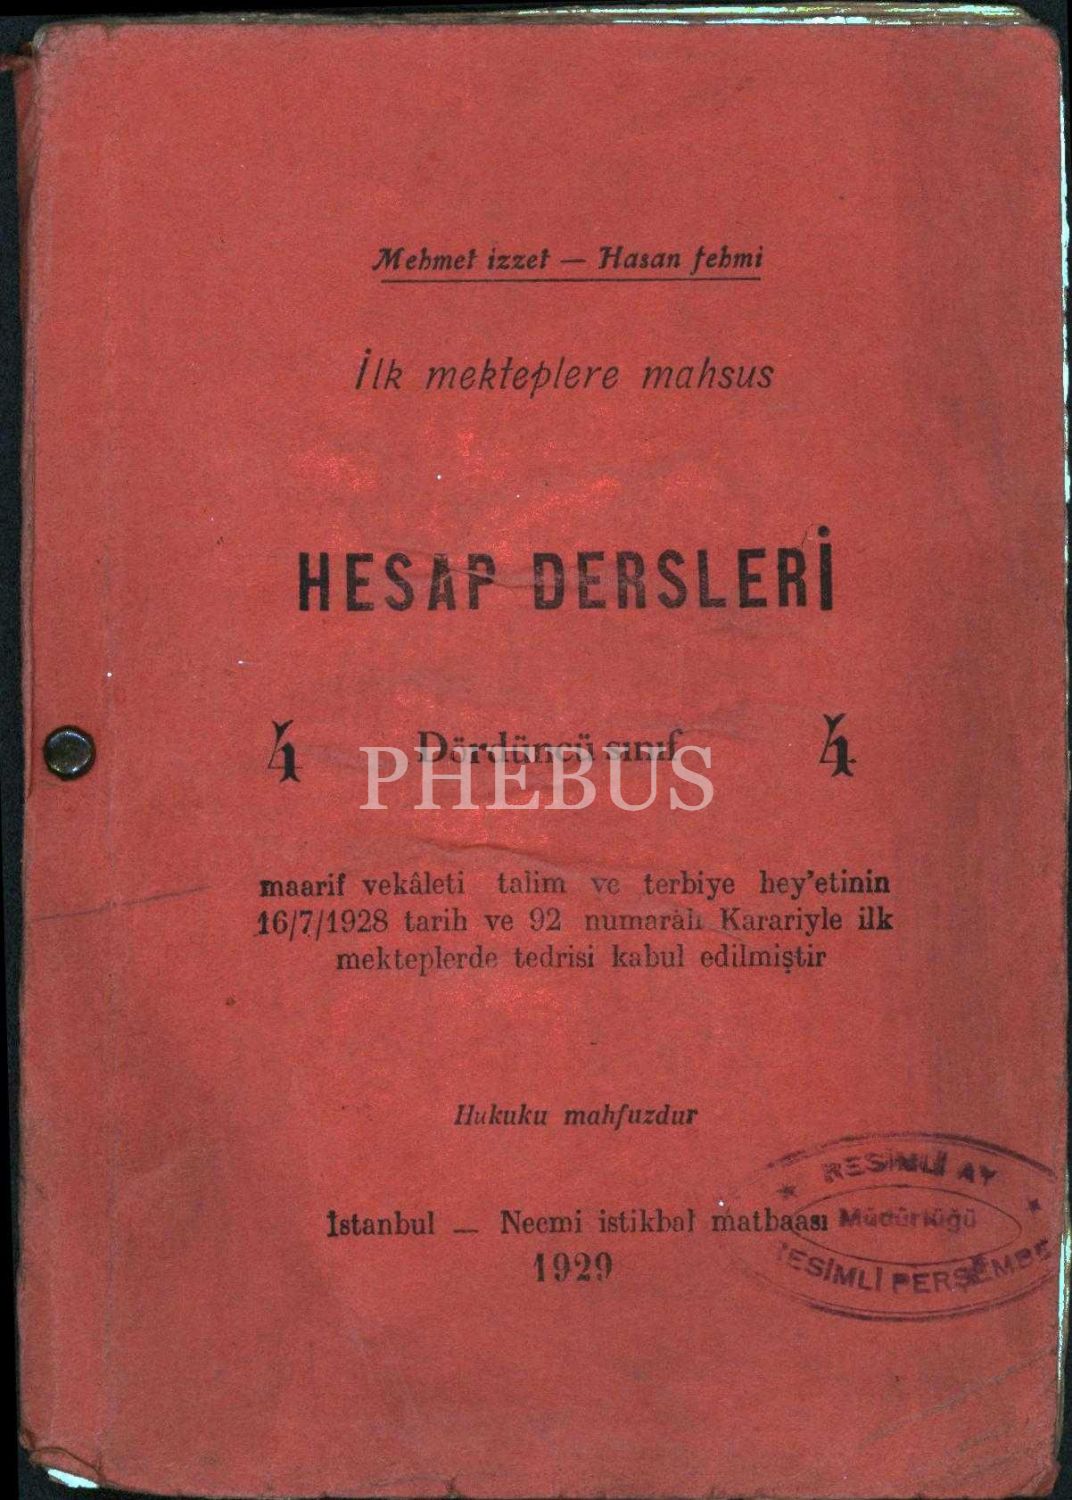 Mehmet izzet — Hasan fehmi
İlk mekteplere mahsus
HESAP DERSLERİ
4 Dördüncü sınıf 4
PHEBUS
maarif vekâleti talim ve terbiye hey'etinin
16/7/1928 tarih ve 92 numaralı Karariyle ilk
mekteplerde tedrisi kabul edilmiştir
Hukuku mahfuzdur
İstanbul — Necmi istikbal matbaası
1929
RESİMLİ AY
Müdürlüğü
RESİMLİ PERŞEMBE